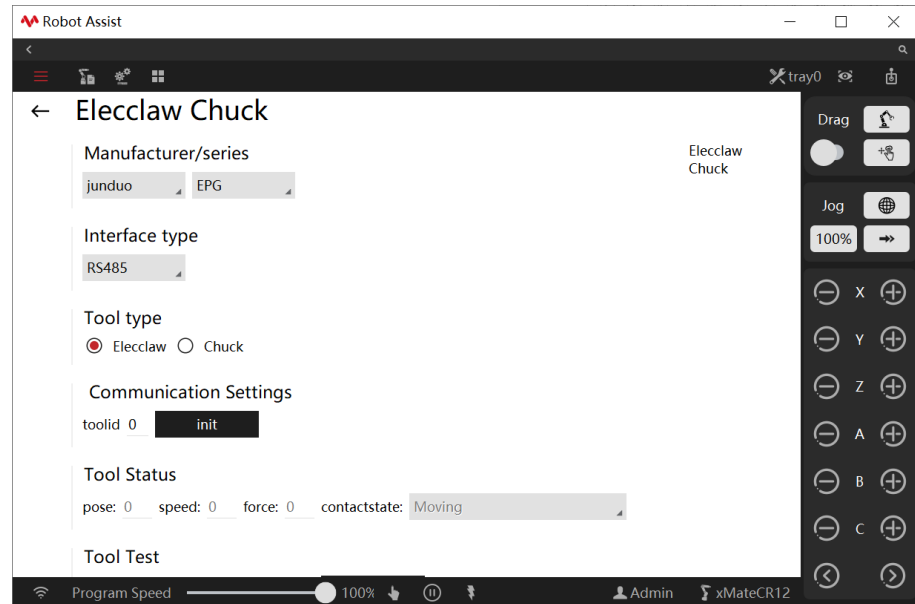 Robot Assist
tray0
Elecclaw Chuck
Manufacturer/series
Elecclaw
Chuck
junduo EPG
Interface type
RS485
Tool type
Elecclaw Chuck
Communication Settings
toolid 0 init
Tool Status
pose: 0 speed: 0 force: 0 contactstate: Moving
Tool Test
Drag
Jog
100%
X
Y
Z
A
B
C
Program Speed 100% Admin xMateCR12